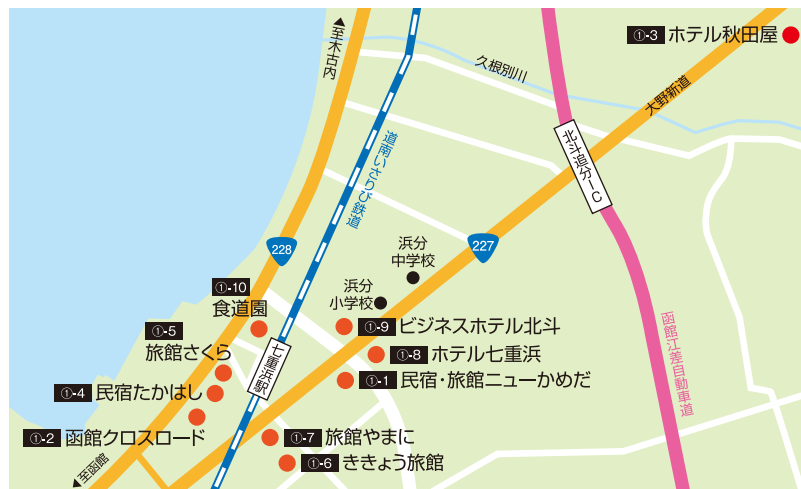 ①-3 ホテル秋田屋
▲至木古内
久根別川
大野新道
北斗追分IC
道南いさりび鉄道
228
227
浜分
中学校
浜分
小学校
①-10
食道園
①-9 ビジネスホテル北斗
①-5
旅館さくら
①-8 ホテル七重浜
七重浜駅
①-1 民宿・旅館ニューかめだ
①-4 民宿たかはし
函館江差自動車道
①-2 函館クロスロード
①-7 旅館やまに
①-6 ききょう旅館
▲至函館